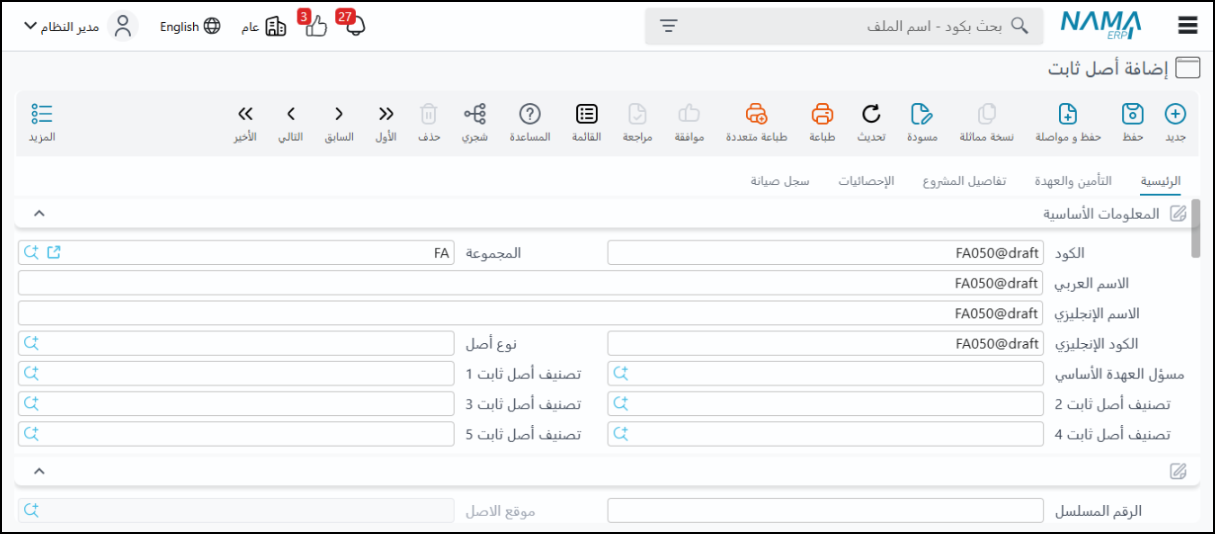 NAMA ERP
بحث بكود - اسم الملف
27
3
عام
English
مدير النظام
إضافة أصل ثابت
جديد
حفظ
حفظ و مواصلة
نسخة مماثلة
مسودة
تحديث
طباعة
طباعة متعددة
موافقة
مراجعة
القائمة
المساعدة
شجري
حذف
الأول
السابق
التالي
الأخير
المزيد
الرئيسية
التأمين والعهدة
تفاصيل المشروع
الإحصائيات
سجل صيانة
المعلومات الأساسية
الكود FA050@draft المجموعة FA
الاسم العربي FA050@draft
الاسم الإنجليزي FA050@draft
الكود الإنجليزي FA050@draft نوع أصل
مسؤل العهدة الأساسي تصنيف أصل ثابت 1
تصنيف أصل ثابت 2 تصنيف أصل ثابت 3
تصنيف أصل ثابت 4 تصنيف أصل ثابت 5
الرقم المسلسل موقع الاصل